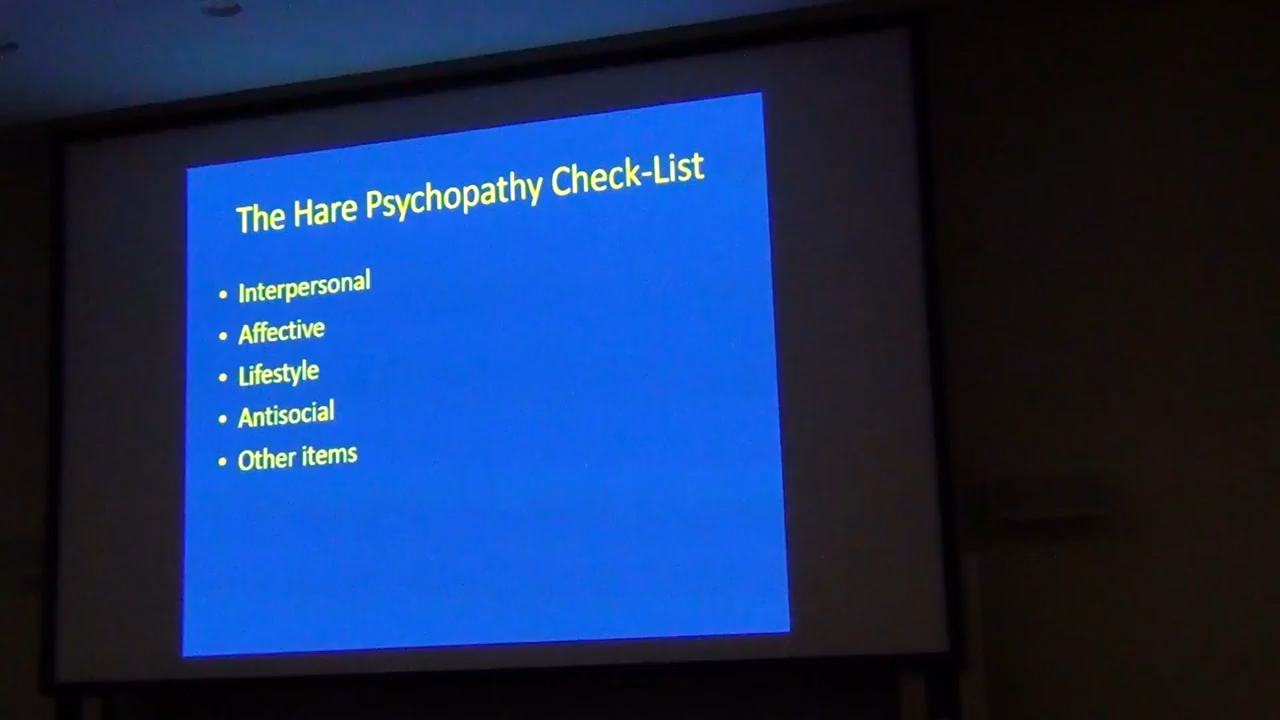 The Hare Psychopathy Check-List
• Interpersonal
• Affective
• Lifestyle
• Antisocial
• Other items